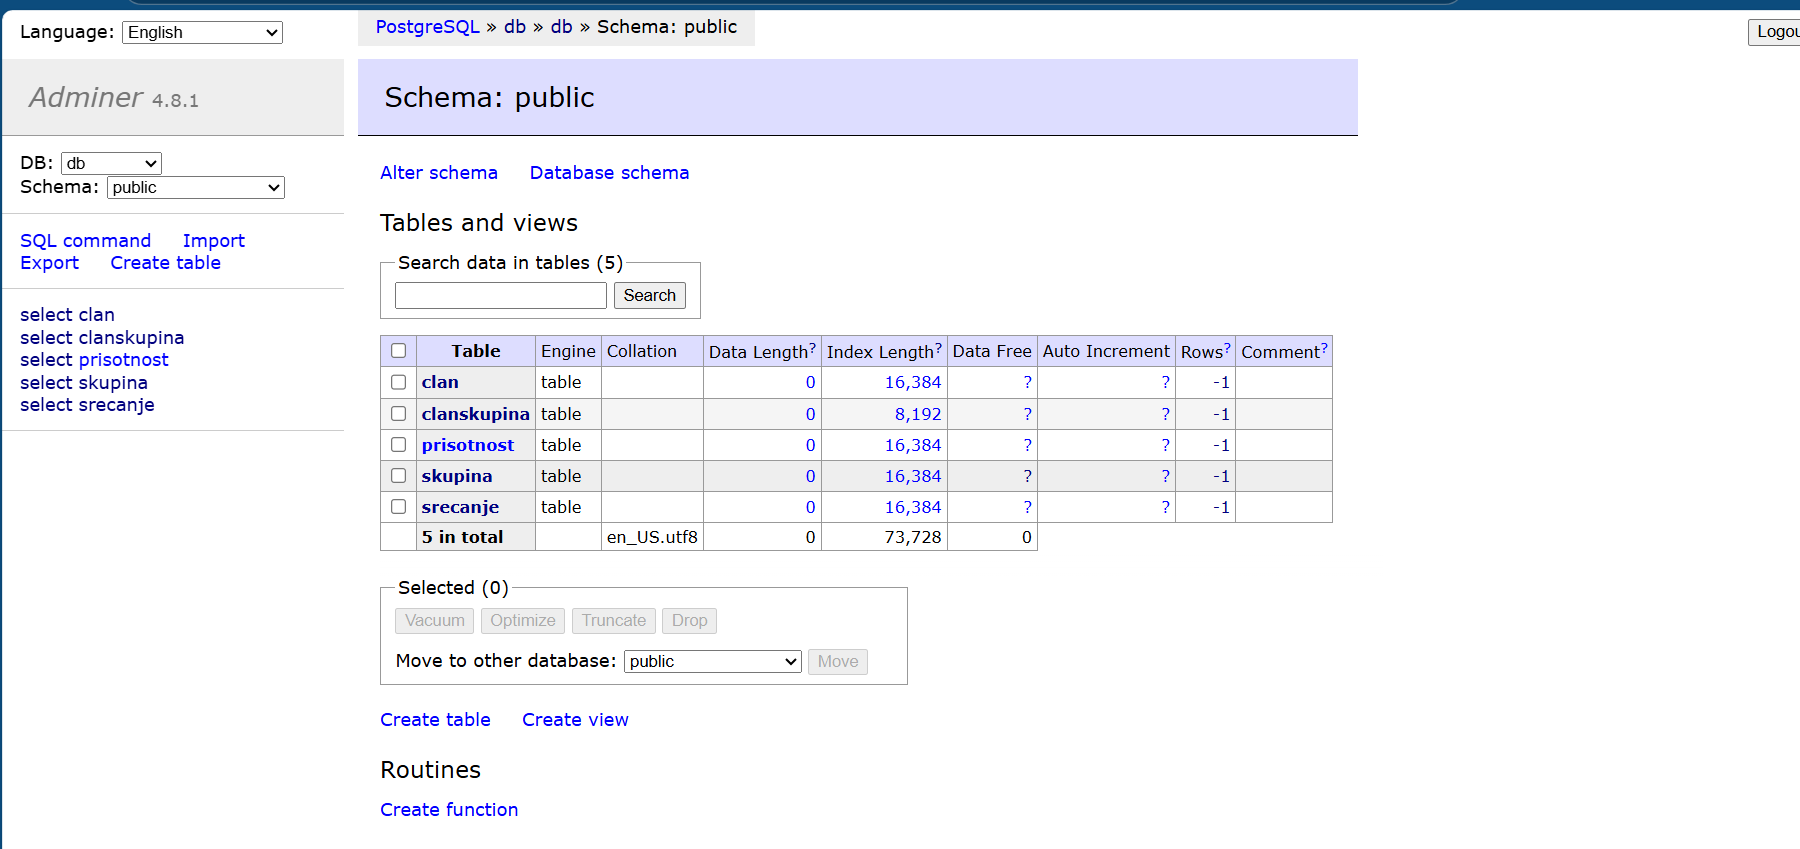 Language: English
PostgreSQL » db » db » Schema: public
Logou
Adminer 4.8.1
Schema: public
DB: db
Schema: public
SQL command Import
Export Create table
select clan
select clanskupina
select prisotnost
select skupina
select srecanje
Alter schema Database schema
Tables and views
Search data in tables (5)
Search
Table Engine Collation Data Length? Index Length? Data Free Auto Increment Rows? Comment?
clan table 0 16,384 ? ? -1
clanskupina table 0 8,192 ? ? -1
prisotnost table 0 16,384 ? ? -1
skupina table 0 16,384 ? ? -1
srecanje table 0 16,384 ? ? -1
5 in total en_US.utf8 0 73,728 0
Selected (0)
Vacuum Optimize Truncate Drop
Move to other database: public Move
Create table Create view
Routines
Create function